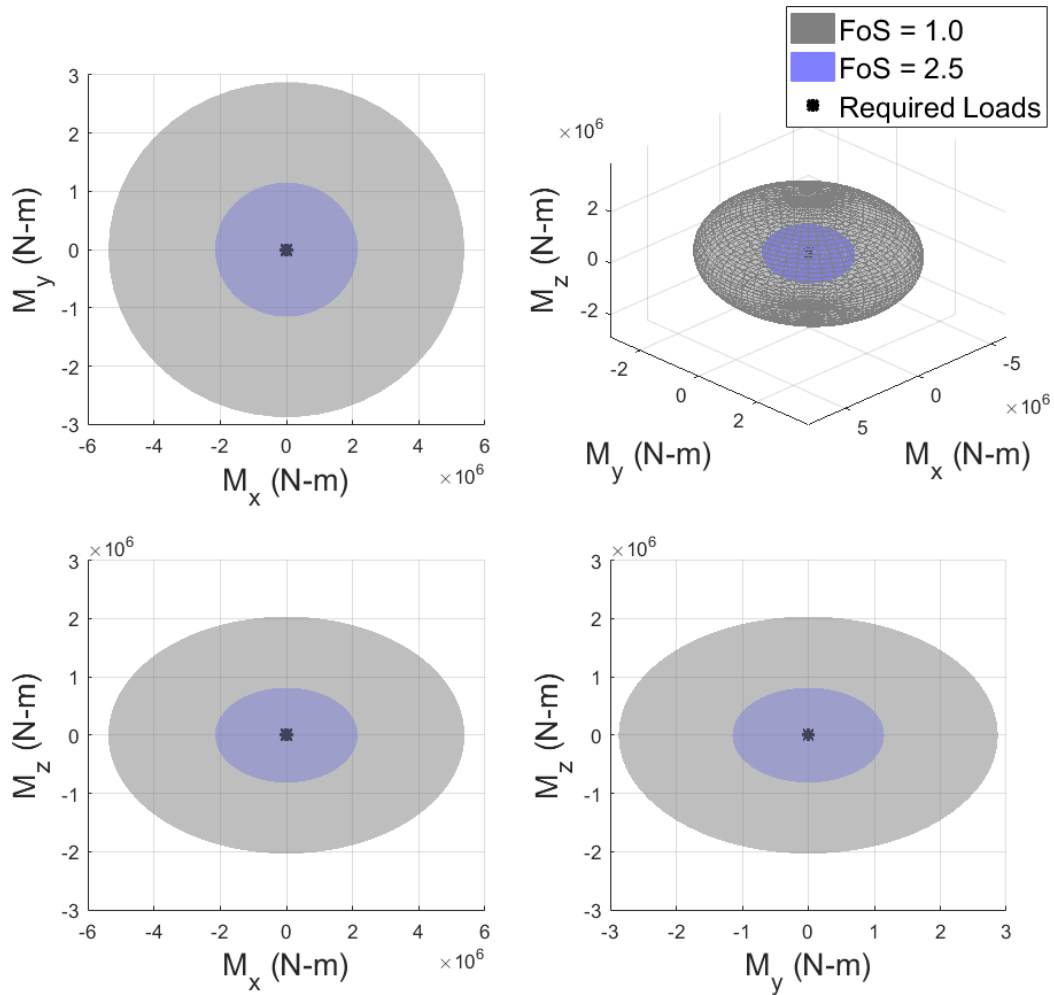 FoS = 1.0
FoS = 2.5
Required Loads
3
2
1
0
-1
-2
-3
M_y (N-m)
-6 -4 -2 0 2 4 6
M_x (N-m)
×10^6
×10^6
2
0
-2
M_z (N-m)
-2 0 2
M_y (N-m)
5 0 -5
×10^6
M_x (N-m)
×10^6
3
2
1
0
-1
-2
-3
M_z (N-m)
-6 -4 -2 0 2 4 6
M_x (N-m)
×10^6
×10^6
3
2
1
0
-1
-2
-3
M_z (N-m)
-3 -2 -1 0 1 2 3
M_y (N-m)